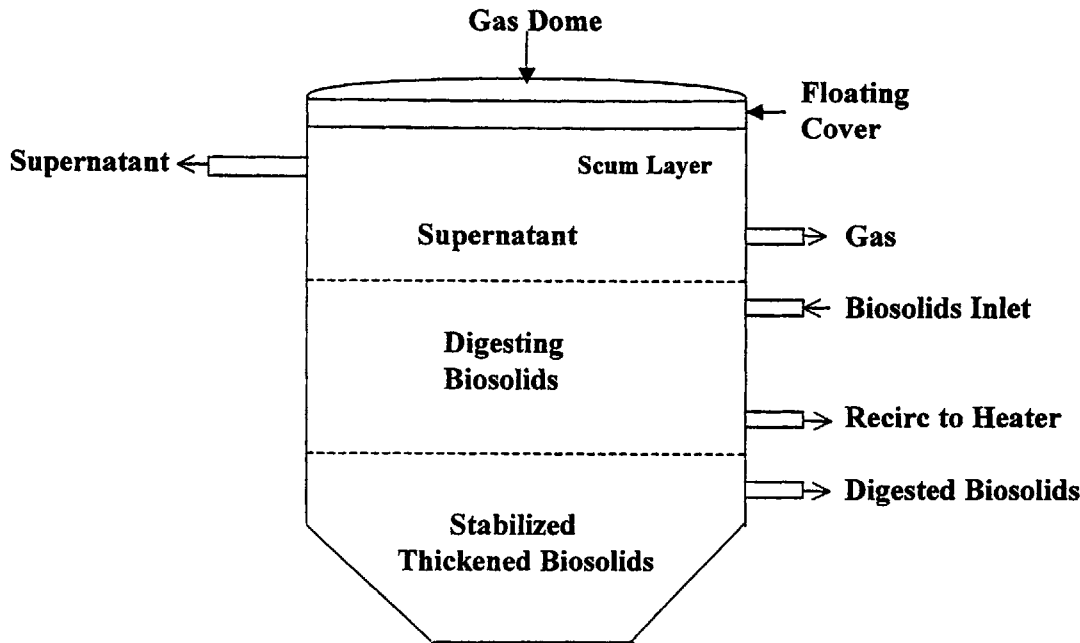 Gas Dome
Floating
Cover
Supernatant
Scum Layer
Supernatant
Gas
Biosolids Inlet
Digesting
Biosolids
Recirc to Heater
Digested Biosolids
Stabilized
Thickened Biosolids